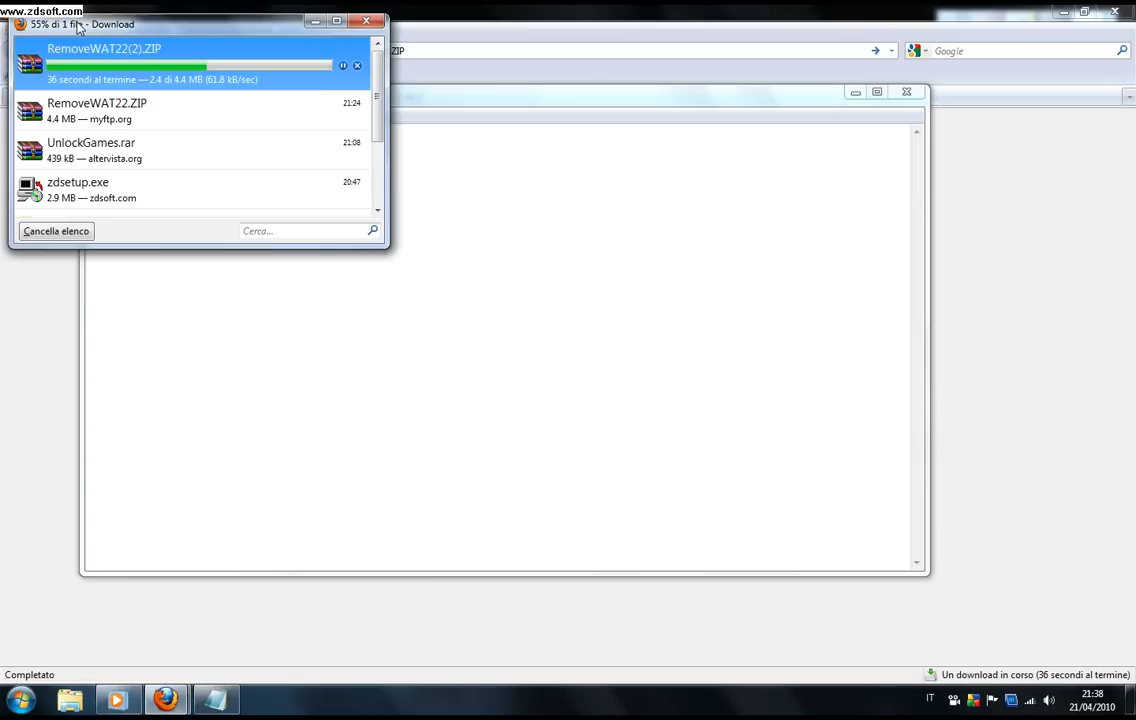 www.zdsoft.com
55% di 1 file - Download
RemoveWAT22(2).ZIP
36 secondi al termine — 2.4 di 4.4 MB (61.8 kB/sec)
RemoveWAT22.ZIP
21:24
4.4 MB — myftp.org
UnlockGames.rar
21:08
439 kB — altervista.org
zdsetup.exe
20:47
2.9 MB — zdsoft.com
Cancella elenco
Cerca...
ZIP
Google
Completato
Un download in corso (36 secondi al termine)
IT
21:38
21/04/2010